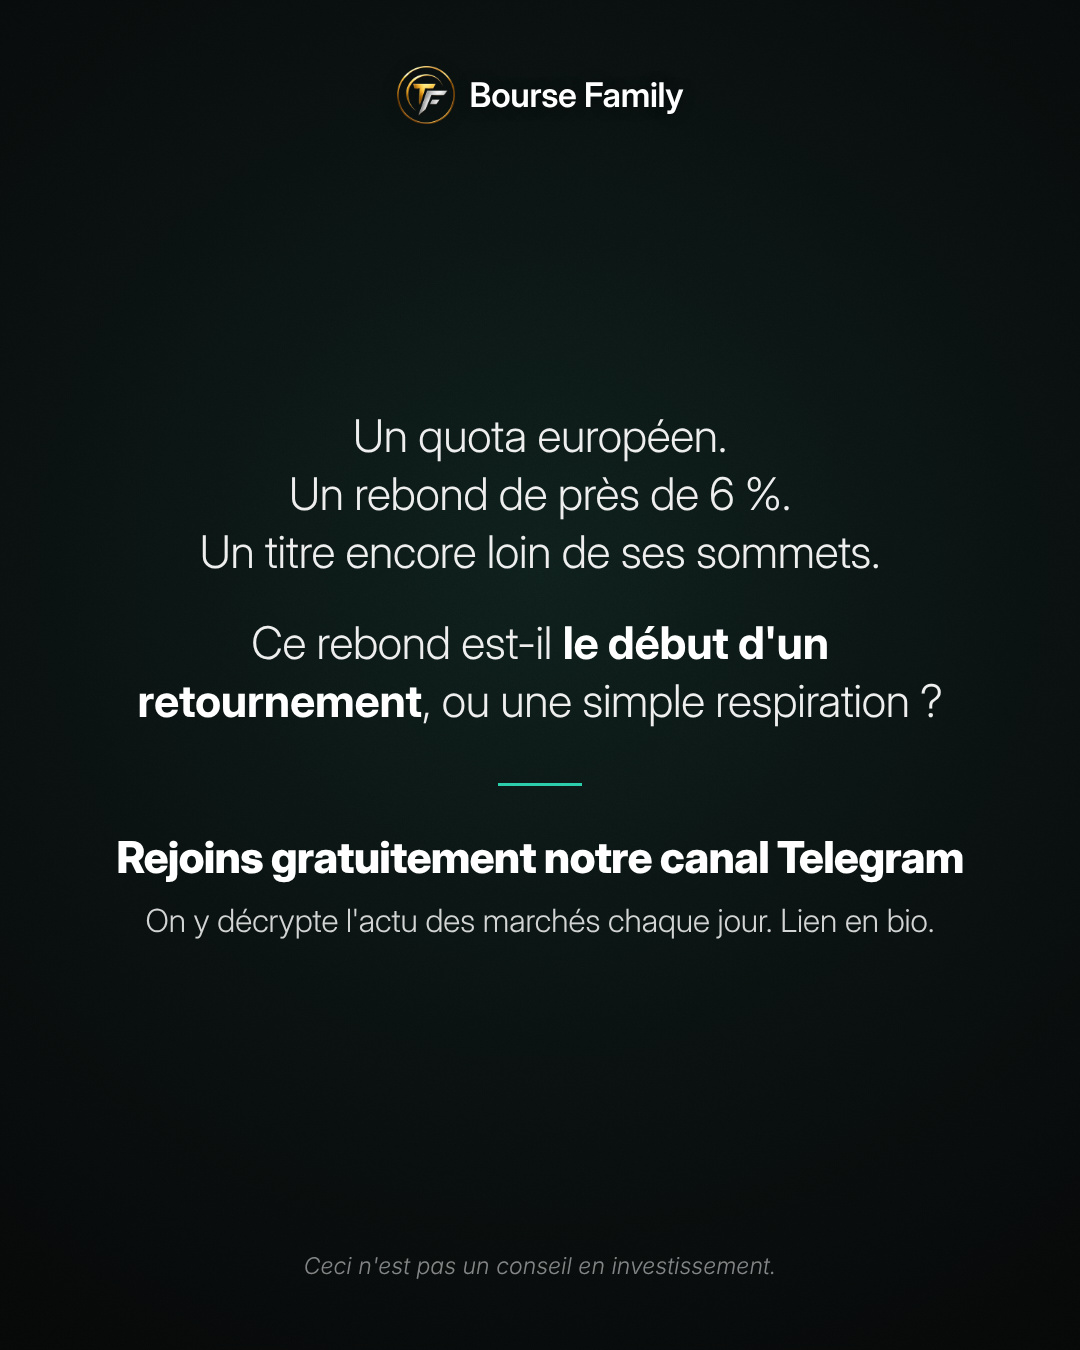 TF Bourse Family
Un quota européen.
Un rebond de près de 6 %.
Un titre encore loin de ses sommets.
Ce rebond est-il le début d'un
retournement, ou une simple respiration ?
Rejoins gratuitement notre canal Telegram
On y décrypte l'actu des marchés chaque jour. Lien en bio.
Ceci n'est pas un conseil en investissement.